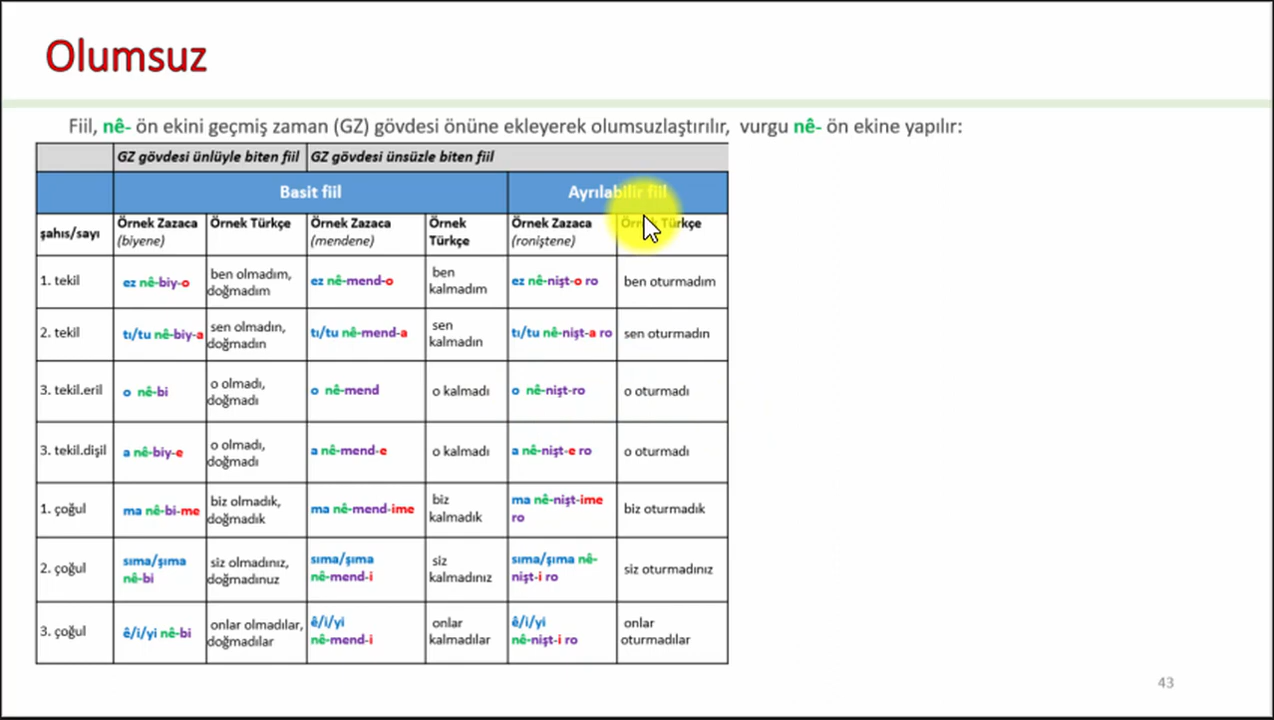 Olumsuz
Fiil, nê- ön ekini geçmiş zaman (GZ) gövdesi önüne ekleyerek olumsuzlaştırılır, vurgu nê- ön ekine yapılır:
GZ gövdesi ünlüyle biten fiil GZ gövdesi ünsüzle biten fiil
Basit fiil Ayrılabilir fiil
şahıs/sayı Örnek Zazaca (biyene) Örnek Türkçe Örnek Zazaca (mendene) Örnek Türkçe Örnek Zazaca (roniştene) Örnek Türkçe
1. tekil ez nê-biy-o ben olmadım, doğmadım ez nê-mend-o ben kalmadım ez nê-nişt-o ro ben oturmadım
2. tekil tı/tu nê-biy-a sen olmadın, doğmadın tı/tu nê-mend-a sen kalmadın tı/tu nê-nişt-a ro sen oturmadın
3. tekil.eril o nê-bi o olmadı, doğmadı o nê-mend o kalmadı o nê-nişt-ro o oturmadı
3. tekil.dişil a nê-biy-e o olmadı, doğmadı a nê-mend-e o kalmadı a nê-nişt-e ro o oturmadı
1. çoğul ma nê-bi-me biz olmadık, doğmadık ma nê-mend-ime biz kalmadık ma nê-nişt-ime ro biz oturmadık
2. çoğul sıma/şıma nê-bi siz olmadınız, doğmadınuz sıma/şıma nê-mend-i siz kalmadınız sıma/şıma nê-nişt-i ro siz oturmadınız
3. çoğul ê/i/yi nê-bi onlar olmadılar, doğmadılar ê/i/yi nê-mend-i onlar kalmadılar ê/i/yi nê-nişt-i ro onlar oturmadılar
43